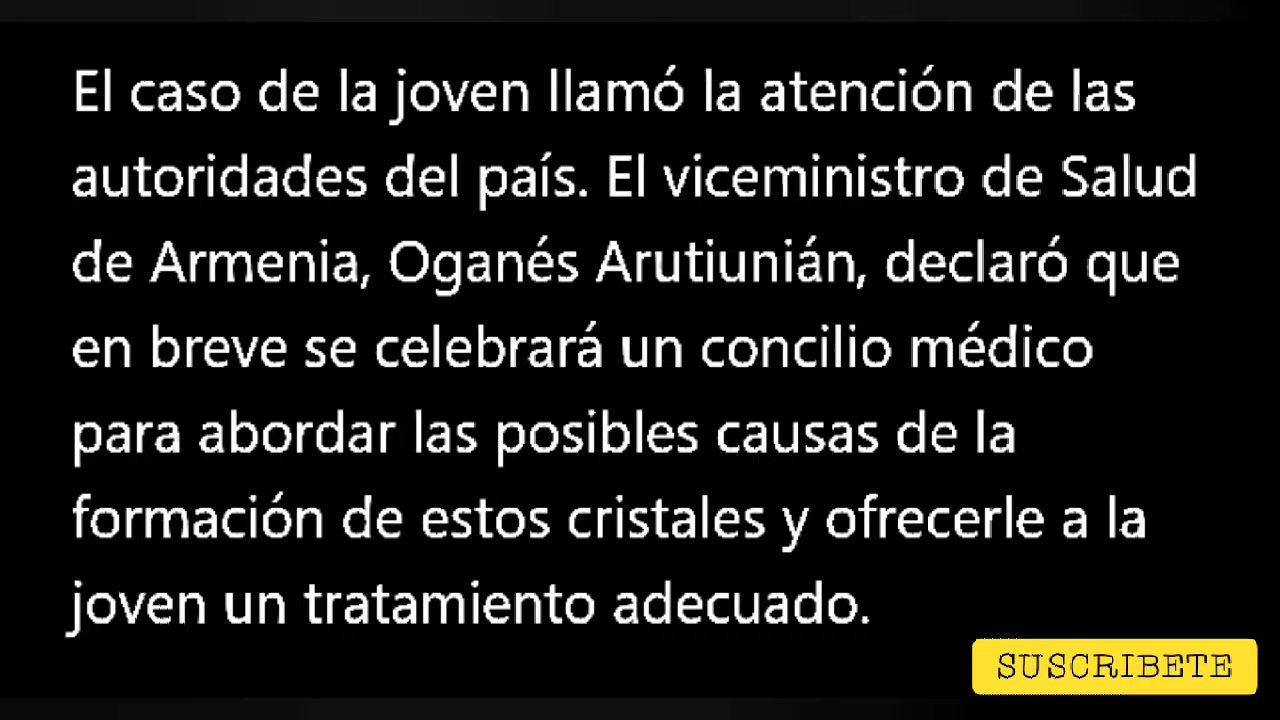 El caso de la joven llamó la atención de las
autoridades del país. El viceministro de Salud
de Armenia, Oganés Arutiunián, declaró que
en breve se celebrará un concilio médico
para abordar las posibles causas de la
formación de estos cristales y ofrecerle a la
joven un tratamiento adecuado.
SUSCRIBETE